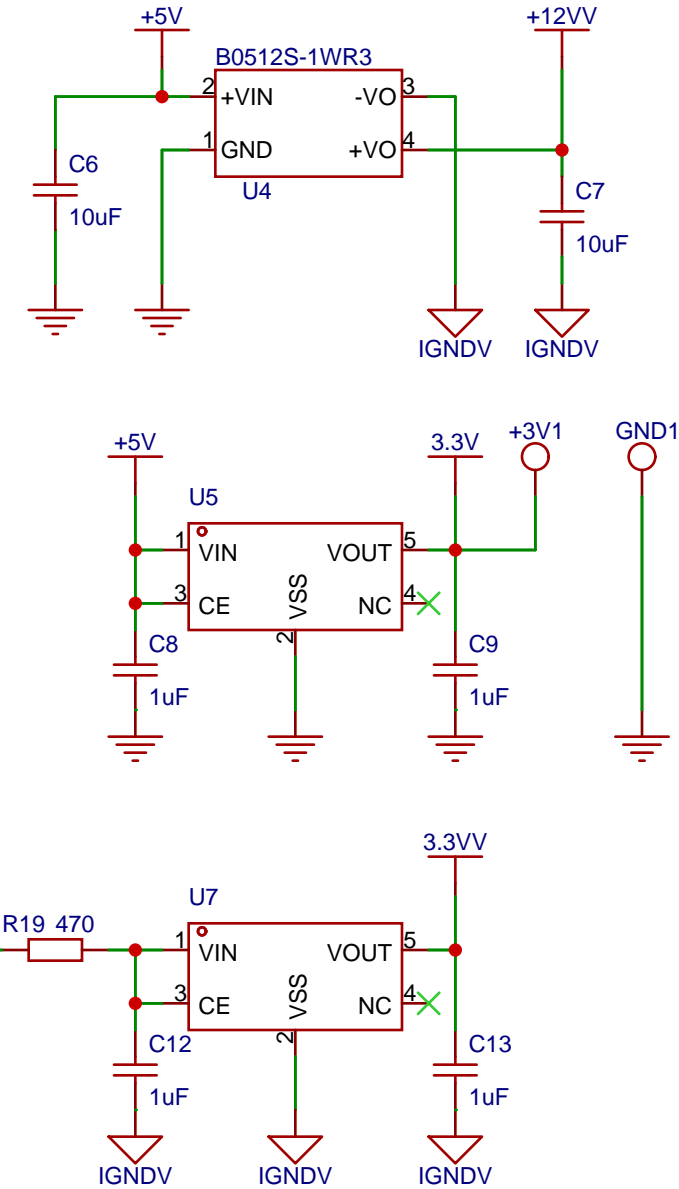 +5V
+12VV
B0512S-1WR3
2
+VIN
-VO
3
1
GND
+VO
4
U4
C6
10uF
C7
10uF
IGNDV
IGNDV
+5V
3.3V
+3V1
GND1
U5
1
VIN
VOUT
5
3
CE
VSS
NC
4
2
C8
1uF
C9
1uF
3.3VV
U7
R19 470
1
VIN
VOUT
5
3
CE
VSS
NC
4
2
C12
1uF
C13
1uF
IGNDV
IGNDV
IGNDV